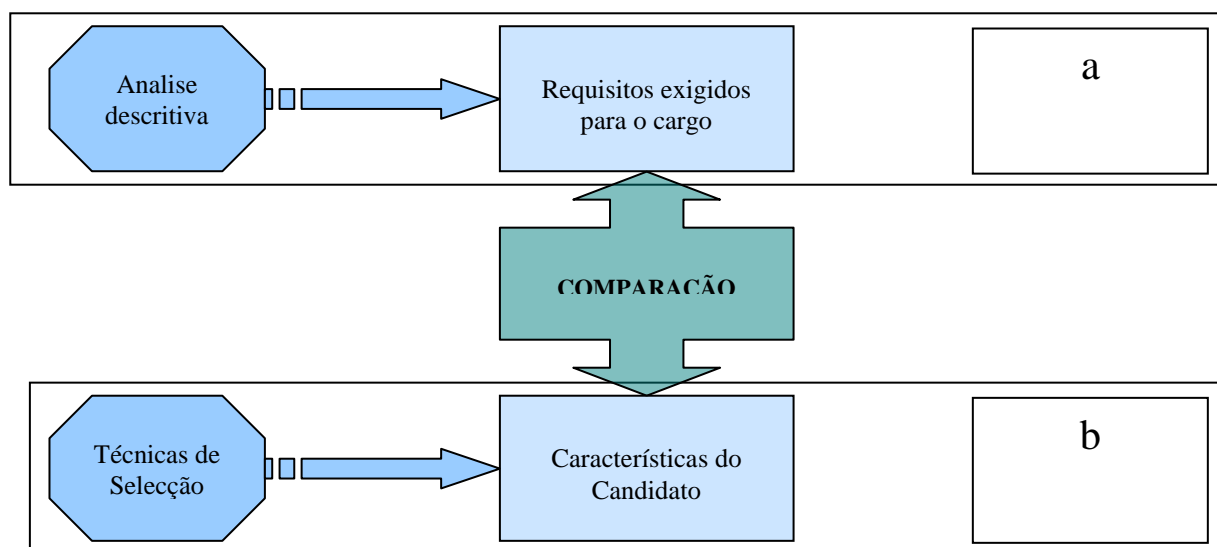 Analise
descritiva
Requisitos exigidos
para o cargo
a
COMPARAÇÃO
Técnicas de
Selecção
Características do
Candidato
b